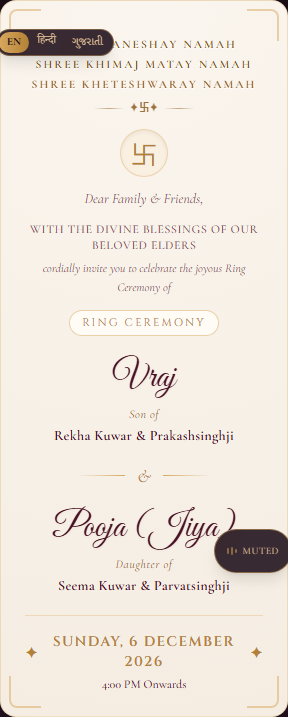 EN हिन्दी ગુજરાતી
ANESHAY NAMAH
SHREE KHIMAJ MATAY NAMAH
SHREE KHETESHWARAY NAMAH
✦卐✦
卐
Dear Family & Friends,
WITH THE DIVINE BLESSINGS OF OUR
BELOVED ELDERS
cordially invite you to celebrate the joyous Ring
Ceremony of
RING CEREMONY
Vraj
Son of
Rekha Kuwar & Prakashsinghji
&
Pooja (Jiya)
MUTED
Daughter of
Seema Kuwar & Parvatsinghji
SUNDAY, 6 DECEMBER
2026
4:00 PM Onwards